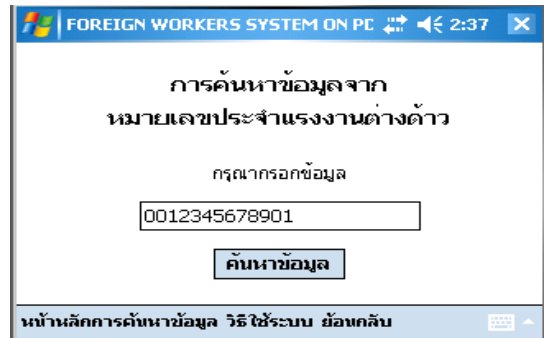 FOREIGN WORKERS SYSTEM ON PC 2:37
การค้นหาข้อมูลจาก
หมายเลขประจำแรงงานต่างด้าว
กรุณากรอกข้อมูล
0012345678901
ค้นหาข้อมูล
หน้าหลักการค้นหาข้อมูล วิธีใช้ระบบ ย้อนกลับ